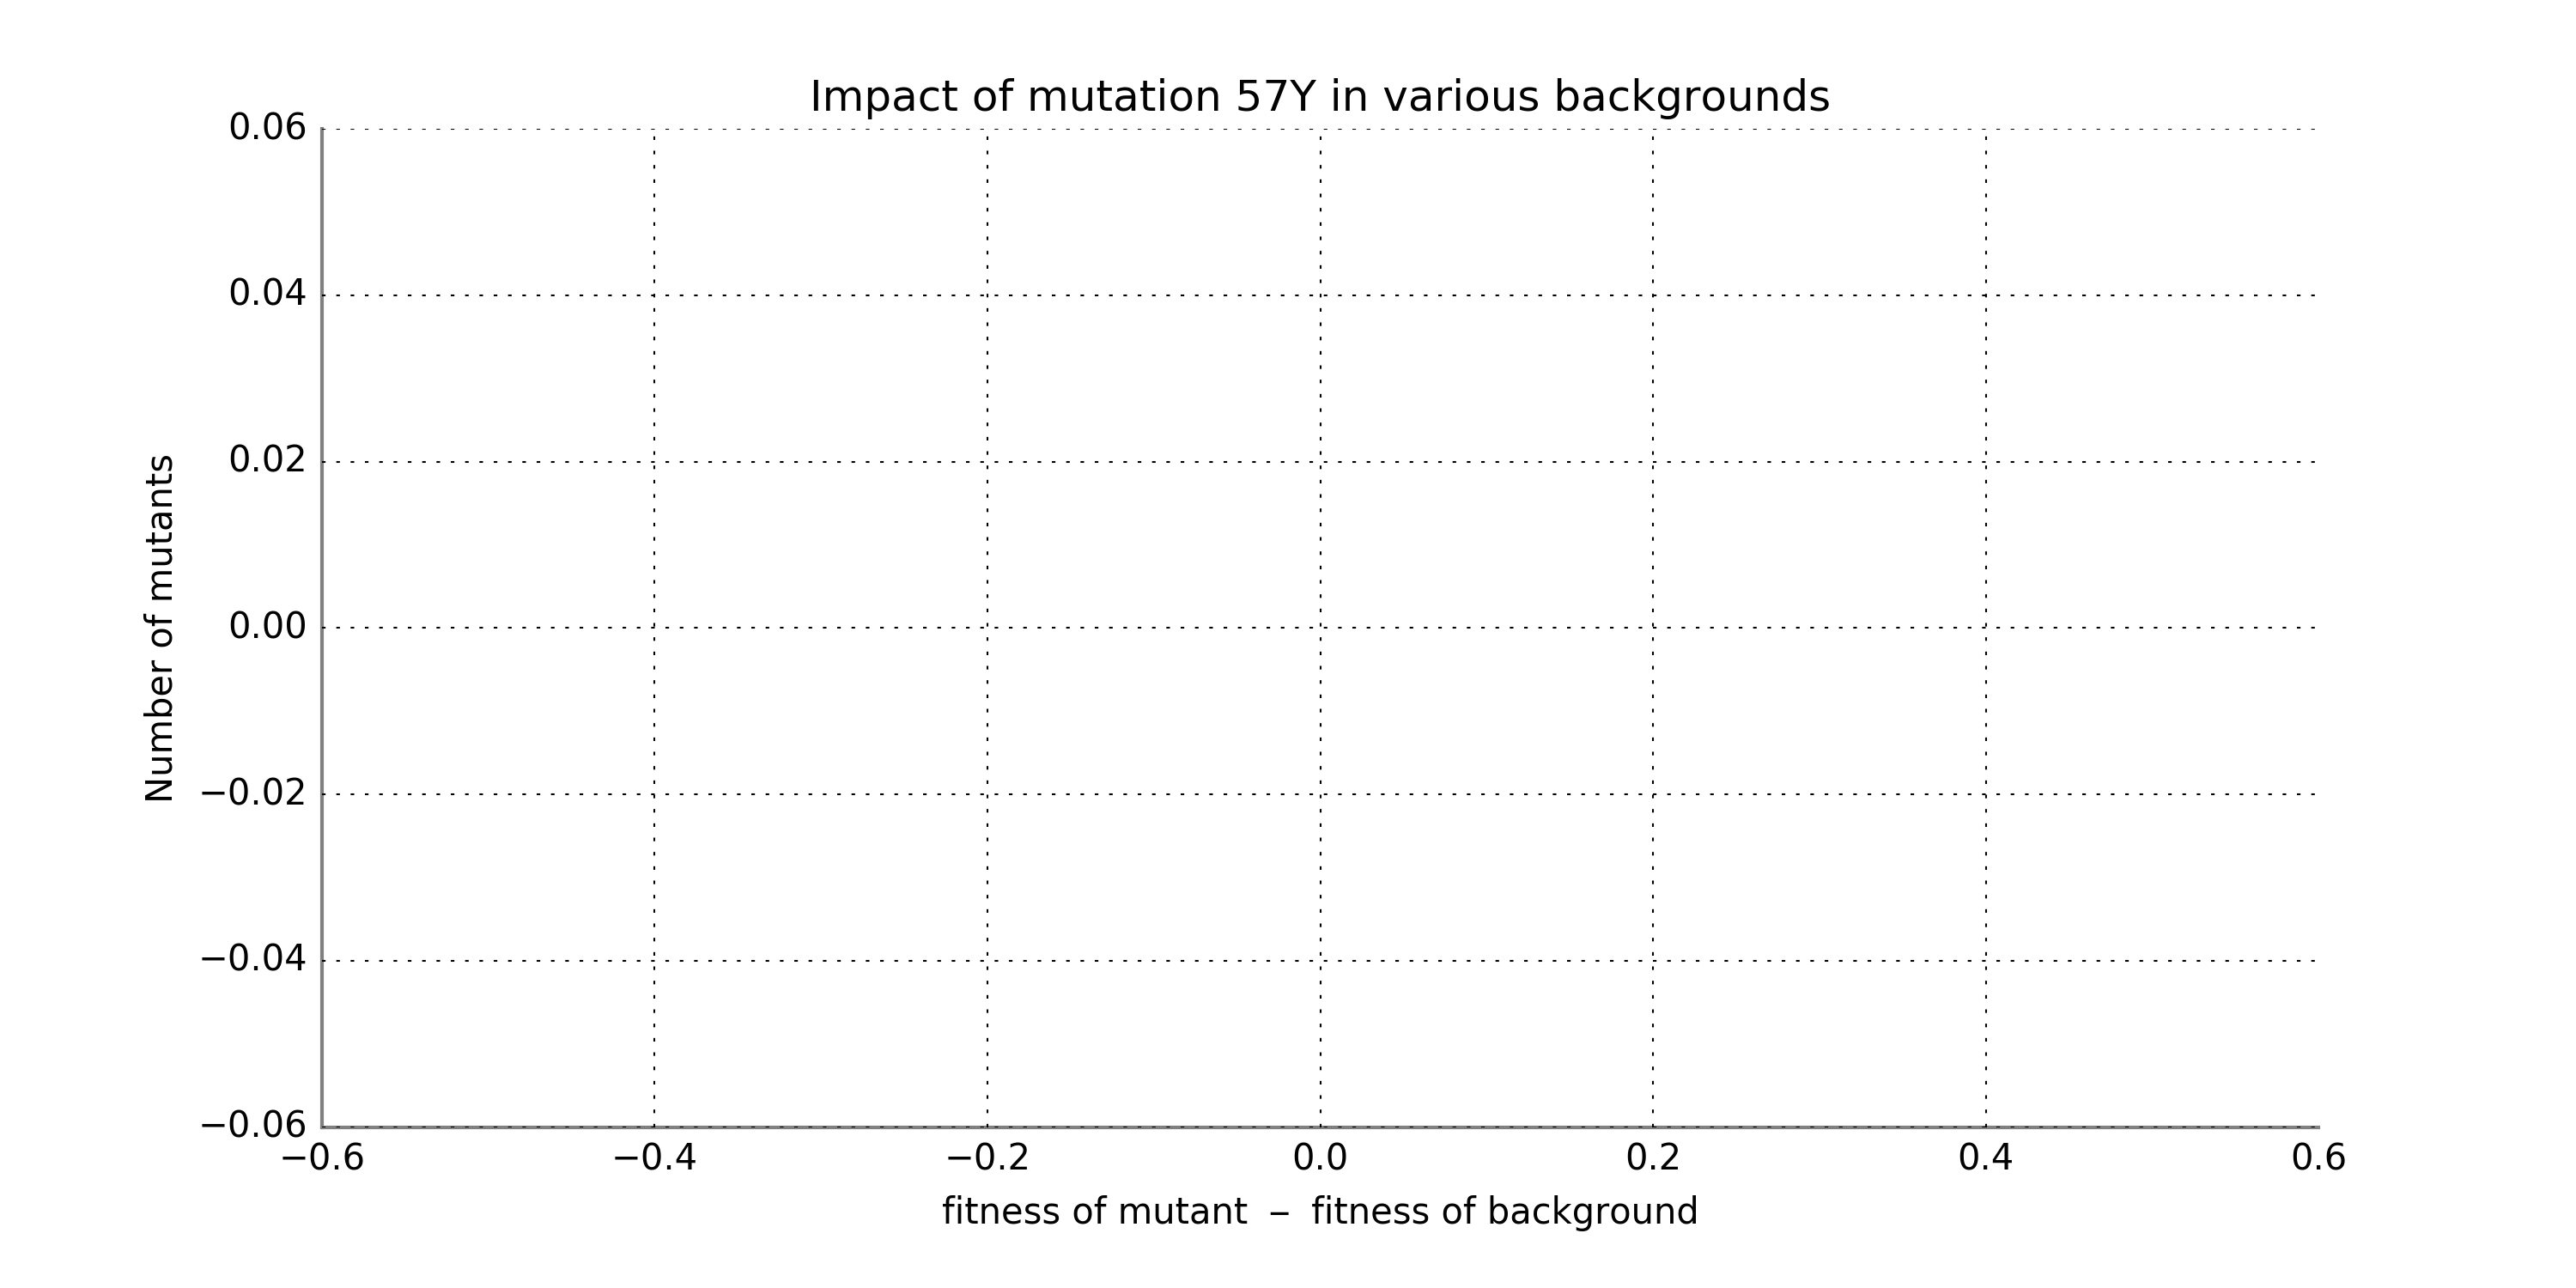 Impact of mutation 57Y in various backgrounds
0.06
0.04
0.02
0.00
−0.02
−0.04
−0.06
Number of mutants
−0.6 −0.4 −0.2 0.0 0.2 0.4 0.6
fitness of mutant − fitness of background